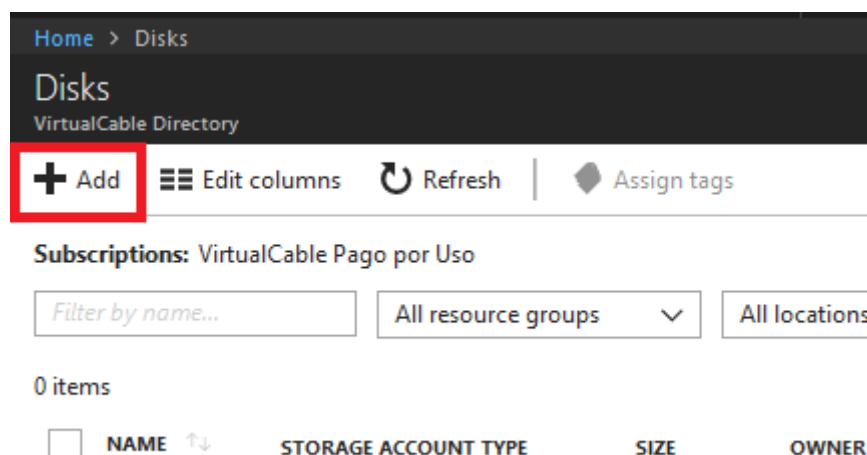 Home > Disks
Disks
VirtualCable Directory
Add Edit columns Refresh Assign tags
Subscriptions: VirtualCable Pago por Uso
Filter by name... All resource groups All locations
0 items
NAME ↑↓ STORAGE ACCOUNT TYPE SIZE OWNER